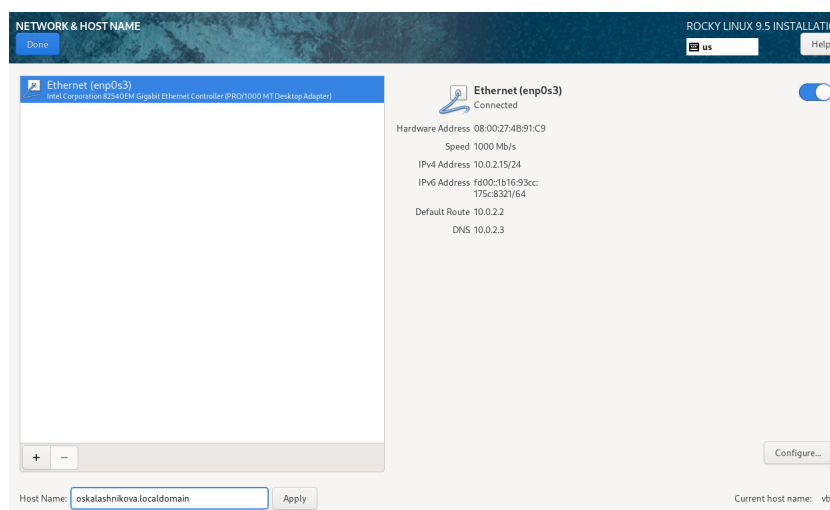 NETWORK & HOST NAME
ROCKY LINUX 9.5 INSTALLATI
Done
us
Help
Ethernet (enp0s3)
Intel Corporation 82540EM Gigabit Ethernet Controller (PRO/1000 MT Desktop Adapter)
Ethernet (enp0s3)
Connected
Hardware Address 08:00:27:4B:91:C9
Speed 1000 Mb/s
IPv4 Address 10.0.2.15/24
IPv6 Address fd00::1b16:93cc:
175c:8321/64
Default Route 10.0.2.2
DNS 10.0.2.3
+ −
Configure...
Host Name: oskalashnikova.localdomain Apply
Current host name: vb